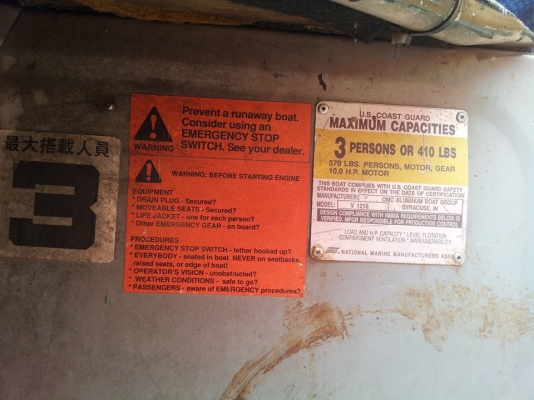 最大搭載人員
3
Prevent a runaway boat.
Consider using an
EMERGENCY STOP
SWITCH. See your dealer.
WARNING
WARNING: BEFORE STARTING ENGINE
EQUIPMENT
* DRAIN PLUG - Secured?
* MOVEABLE SEATS - Secured?
* LIFE JACKET - one for each person?
* Other EMERGENCY GEAR - on board?
PROCEDURES
* EMERGENCY STOP SWITCH - tether hooked up?
* EVERYBODY - seated in boat NEVER on seatbacks,
raised seats, or edge of boat!
* OPERATOR'S VISION - unobstructed?
* WEATHER CONDITIONS - safe to go?
* PASSENGERS - aware of EMERGENCY procedures?
U.S. COAST GUARD
MAXIMUM CAPACITIES
3 PERSONS OR 410 LBS
570 LBS. PERSONS, MOTOR, GEAR
10.0 H.P. MOTOR
THIS BOAT COMPLIES WITH U.S. COAST GUARD SAFETY
STANDARDS IN EFFECT ON THE DATE OF CERTIFICATION
MANUFACTURER: OMC ALUMINUM BOAT GROUP
MODEL: V 1256 SYRACUSE, IN
DESIGN COMPLIANCE WITH NMMA REQUIREMENTS BELOW IS
VERIFIED. MFGR RESPONSIBLE FOR PRODUCTION CONTROL.
LOAD AND H.P. CAPACITY * LEVEL FLOTATION
COMPARTMENT VENTILATION * MANEUVERABILITY
NATIONAL MARINE MANUFACTURERS ASSN